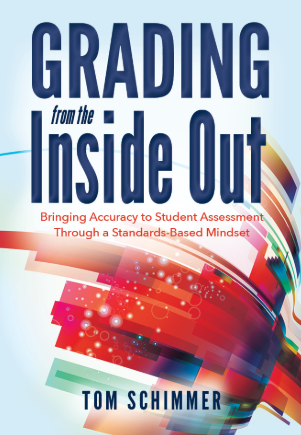 GRADING
from the
Inside Out
Bringing Accuracy to Student Assessment
Through a Standards-Based Mindset
TOM SCHIMMER